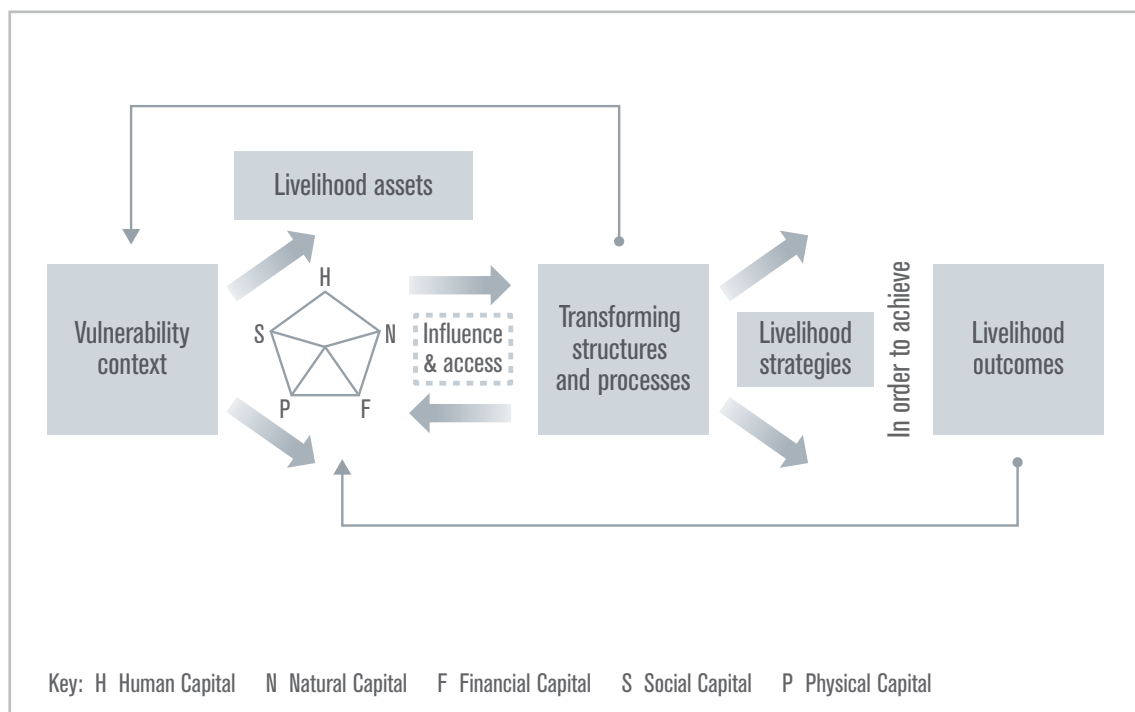 Livelihood assets
Vulnerability
context
H
S
N
P
F
Influence
& access
Transforming
structures
and processes
Livelihood
strategies
In order to achieve
Livelihood
outcomes
Key: H Human Capital N Natural Capital F Financial Capital S Social Capital P Physical Capital